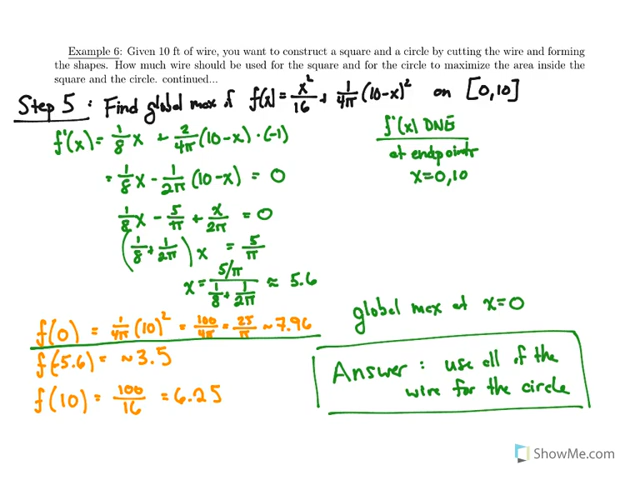 Example 6: Given 10 ft of wire, you want to construct a square and a circle by cutting the wire and forming
the shapes. How much wire should be used for the square and for the circle to maximize the area inside the
square and the circle. continued...
Step 5 : Find global max of f(x) = x²/16 + 1/4π (10-x)² on [0,10]
f'(x) = 1/8 x + 2/4π (10-x)·(-1)
= 1/8 x - 1/2π (10-x) = 0
1/8 x - 5/π + x/2π = 0
(1/8 + 1/2π) x = 5/π
x = (5/π)/(1/8 + 1/2π) ≈ 5.6
f'(x) DNE
at endpoints
x=0,10
f(0) = 1/4π (10)² = 100/4π = 25/π ~ 7.96
f(~5.6) = ~3.5
f(10) = 100/16 = 6.25
global max at x=0
Answer : use all of the
wire for the circle
ShowMe.com